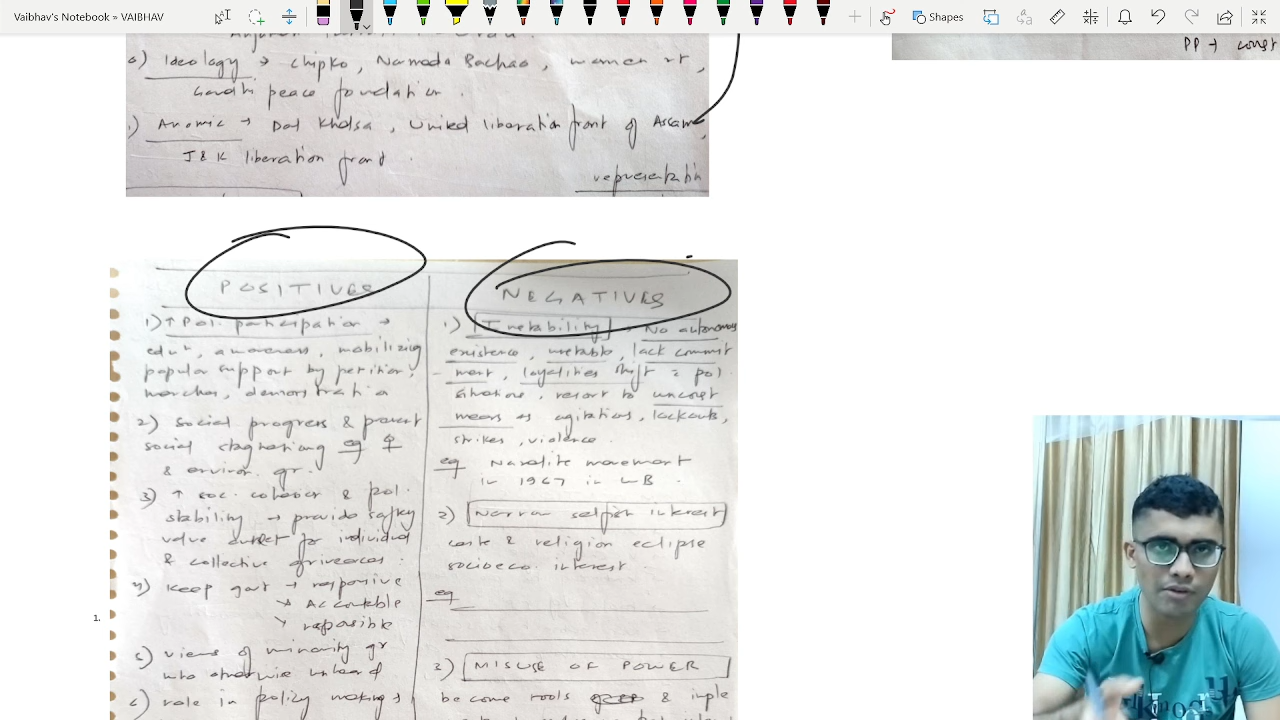 Vaibhav's Notebook » VAIBHAV
Shapes
PP → const
Ideology → Chipko, Narmada Bachao, women rt,
Gandhi peace foundation.
Anomic → Dal Khalsa, United liberation front of Assam,
J&K liberation front.
representatin
POSITIVES
1) ↑ Pol. participation →
eduⁿ, awareness, mobilizing
popular support by petition,
marches, demonstration
2) social progress & prevent
social stagnation eg ♀
& environ. gr.
3) ↑ soc. cohesion & pol.
stability → provide safety
valve outlet for individual
& collective grievances.
4) Keep govt → responsive
↘ Accountable
↘ responsible
5) views of minority gr
who otherwise unheard
6) role in policy making &
NEGATIVES
1) Instability → No autonomous
existence, unstable, lack commit
ment, loyalties shift = pol
situations, resort to unconst
means as agitations, lockouts,
strikes, violence.
eg Naxalite movement
in 1967 in WB.
2) Narrow selfish interest
caste & religion eclipse
socioeco. interest.
eg
3) MISUSE OF POWER
become tools & imple
1.